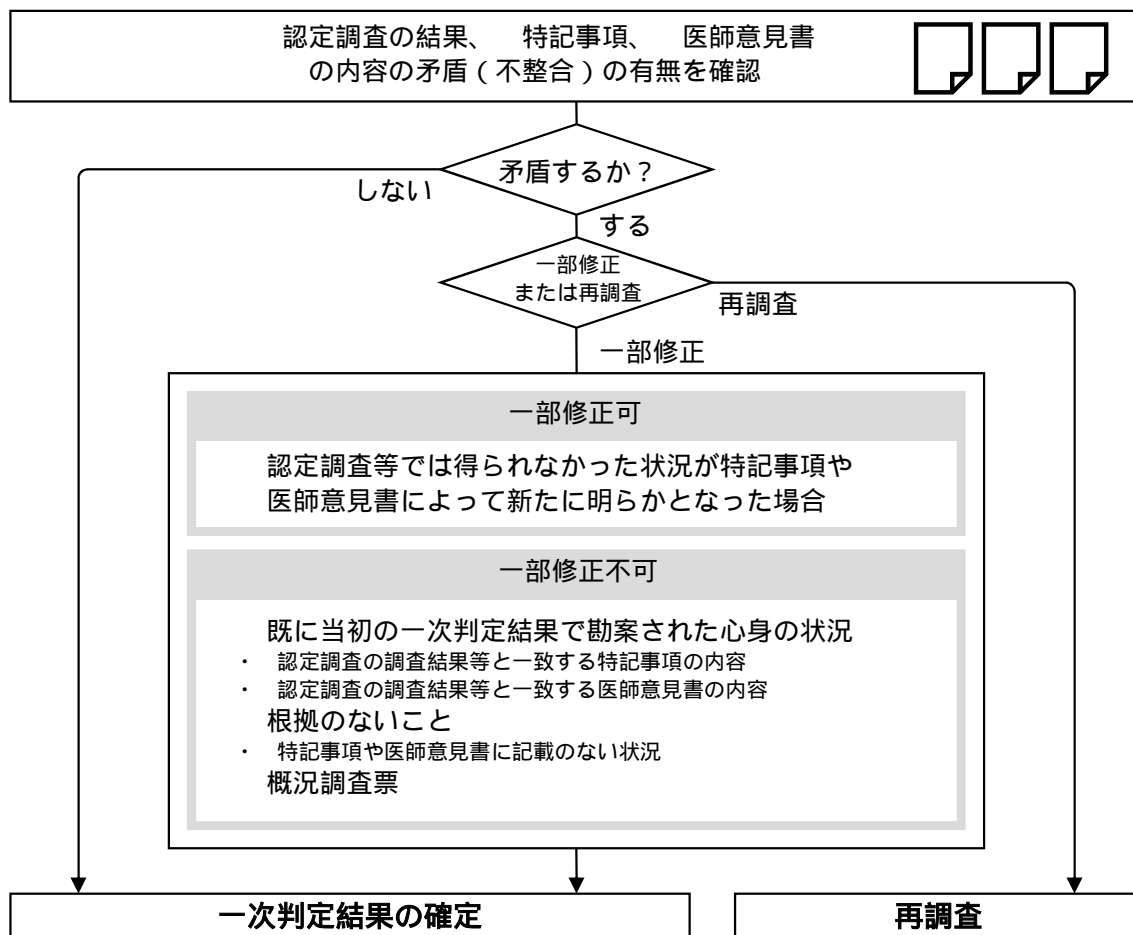 認定調査の結果、 特記事項、 医師意見書
の内容の矛盾(不整合)の有無を確認
矛盾するか?
しない
する
一部修正
または再調査
再調査
一部修正
一部修正可
認定調査等では得られなかった状況が特記事項や
医師意見書によって新たに明らかとなった場合
一部修正不可
既に当初の一次判定結果で勘案された心身の状況
・ 認定調査の調査結果等と一致する特記事項の内容
・ 認定調査の調査結果等と一致する医師意見書の内容
根拠のないこと
・ 特記事項や医師意見書に記載のない状況
概況調査票
一次判定結果の確定
再調査